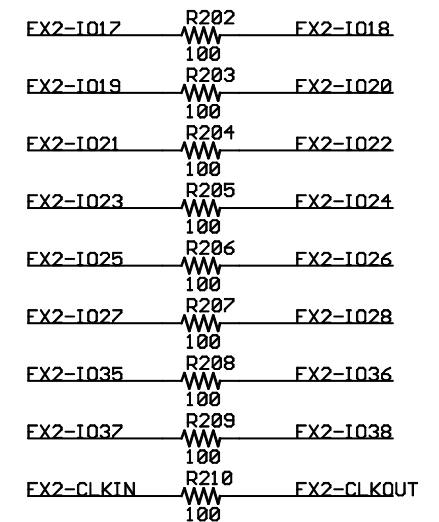 R202
FX2-IO17 FX2-IO18
100
R203
FX2-IO19 FX2-IO20
100
R204
FX2-IO21 FX2-IO22
100
R205
FX2-IO23 FX2-IO24
100
R206
FX2-IO25 FX2-IO26
100
R207
FX2-IO27 FX2-IO28
100
R208
FX2-IO35 FX2-IO36
100
R209
FX2-IO37 FX2-IO38
100
R210
FX2-CLKIN FX2-CLKOUT
100